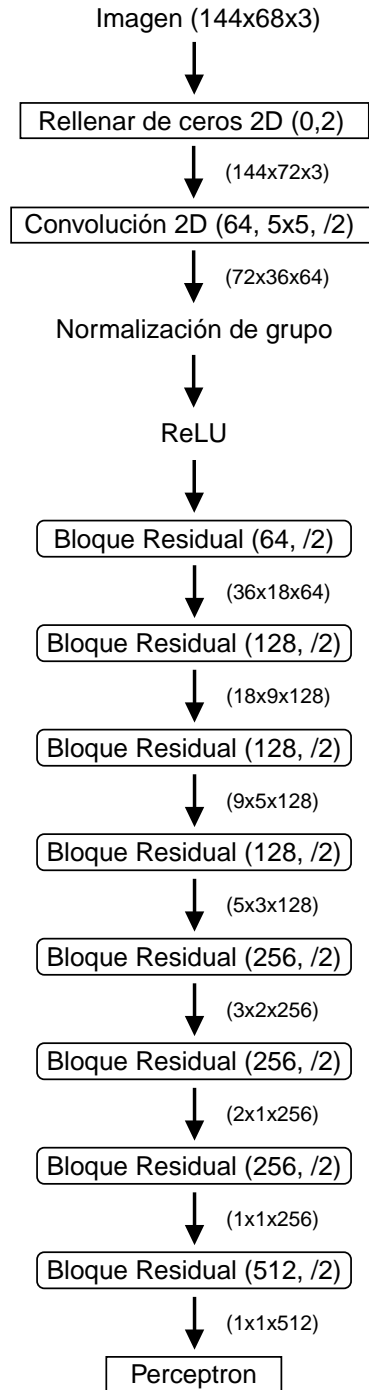 Imagen (144x68x3)
Rellenar de ceros 2D (0,2)
(144x72x3)
Convolución 2D (64, 5x5, /2)
(72x36x64)
Normalización de grupo
ReLU
Bloque Residual (64, /2)
(36x18x64)
Bloque Residual (128, /2)
(18x9x128)
Bloque Residual (128, /2)
(9x5x128)
Bloque Residual (128, /2)
(5x3x128)
Bloque Residual (256, /2)
(3x2x256)
Bloque Residual (256, /2)
(2x1x256)
Bloque Residual (256, /2)
(1x1x256)
Bloque Residual (512, /2)
(1x1x512)
Perceptron